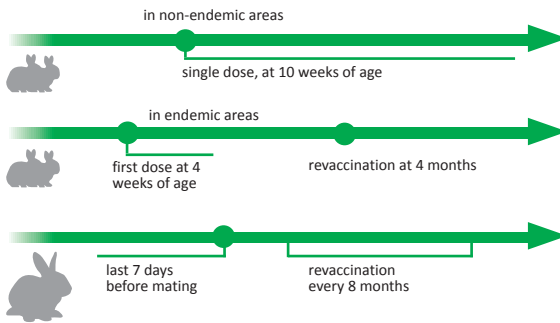 in non-endemic areas
single dose, at 10 weeks of age
in endemic areas
first dose at 4
weeks of age
revaccination at 4 months
last 7 days
before mating
revaccination
every 8 months